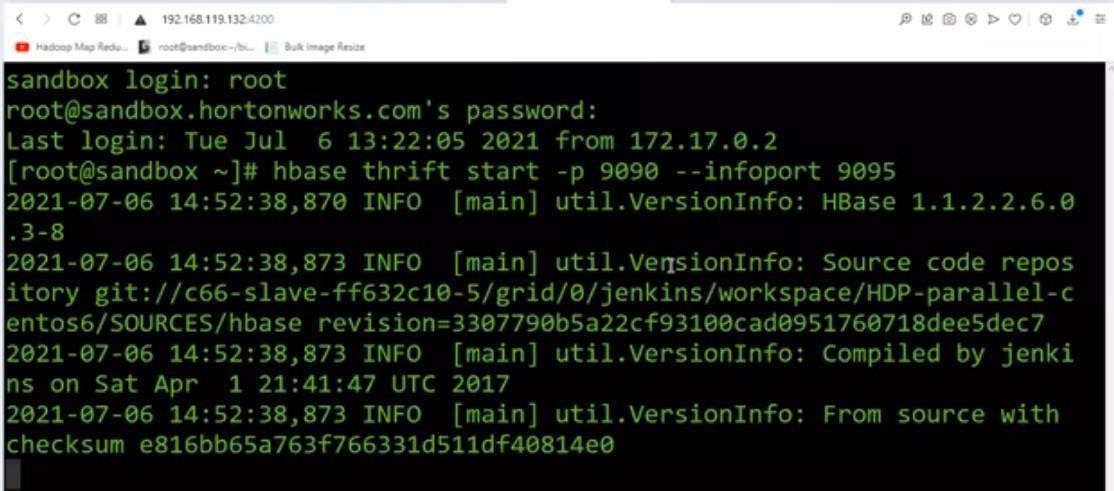 192.168.119.132:4200
Hadoop Map Redu...
root@sandbox:~/bi...
Bulk Image Resize
sandbox login: root
root@sandbox.hortonworks.com's password:
Last login: Tue Jul  6 13:22:05 2021 from 172.17.0.2
[root@sandbox ~]# hbase thrift start -p 9090 --infoport 9095
2021-07-06 14:52:38,870 INFO  [main] util.VersionInfo: HBase 1.1.2.2.6.0
.3-8
2021-07-06 14:52:38,873 INFO  [main] util.VersionInfo: Source code repos
itory git://c66-slave-ff632c10-5/grid/0/jenkins/workspace/HDP-parallel-c
entos6/SOURCES/hbase revision=3307790b5a22cf93100cad0951760718dee5dec7
2021-07-06 14:52:38,873 INFO  [main] util.VersionInfo: Compiled by jenki
ns on Sat Apr  1 21:41:47 UTC 2017
2021-07-06 14:52:38,873 INFO  [main] util.VersionInfo: From source with
checksum e816bb65a763f766331d511df40814e0